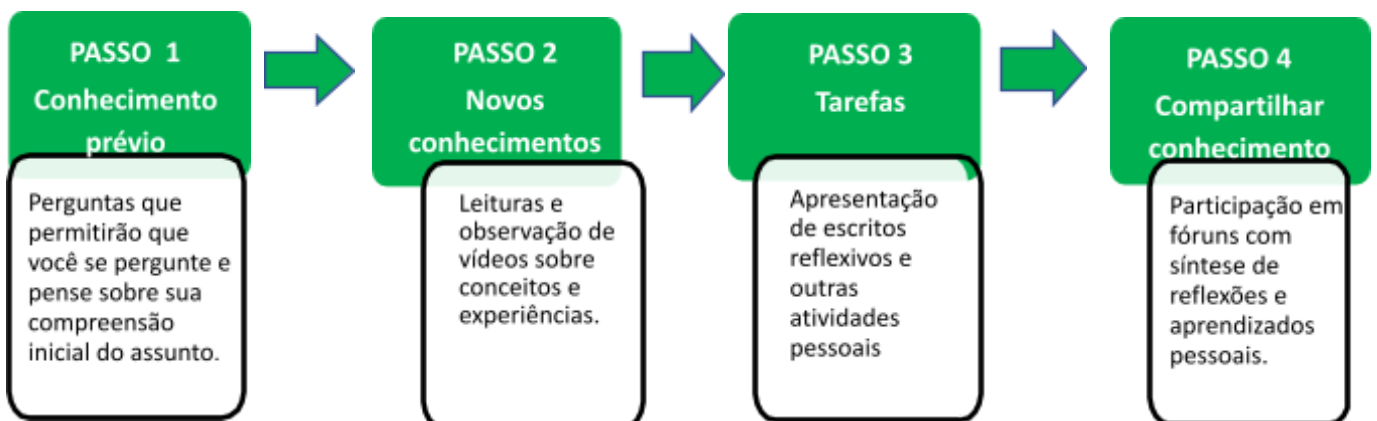 PASSO 1
Conhecimento
prévio
Perguntas que
permitirão que
você se pergunte e
pense sobre sua
compreensão
inicial do assunto.
PASSO 2
Novos
conhecimentos
Leituras e
observação de
vídeos sobre
conceitos e
experiências.
PASSO 3
Tarefas
Apresentação
de escritos
reflexivos e
outras
atividades
pessoais
PASSO 4
Compartilhar
conhecimento
Participação em
fóruns com
síntese de
reflexões e
aprendizados
pessoais.